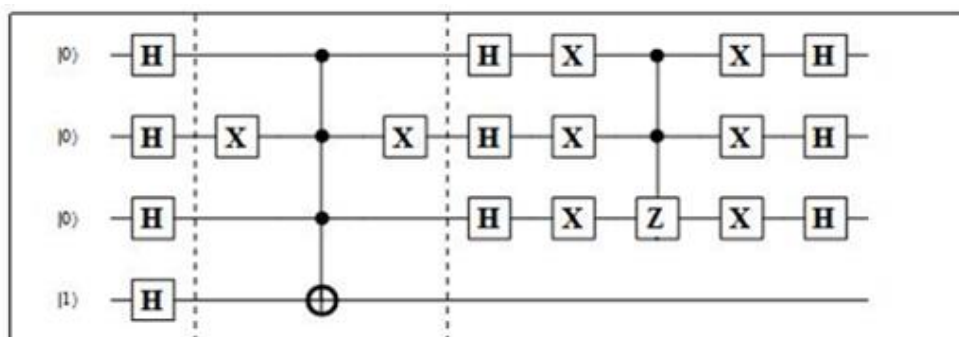 |0⟩ H H X X H
|0⟩ H X X H X X H
|0⟩ H H X Z X H
|1⟩ H